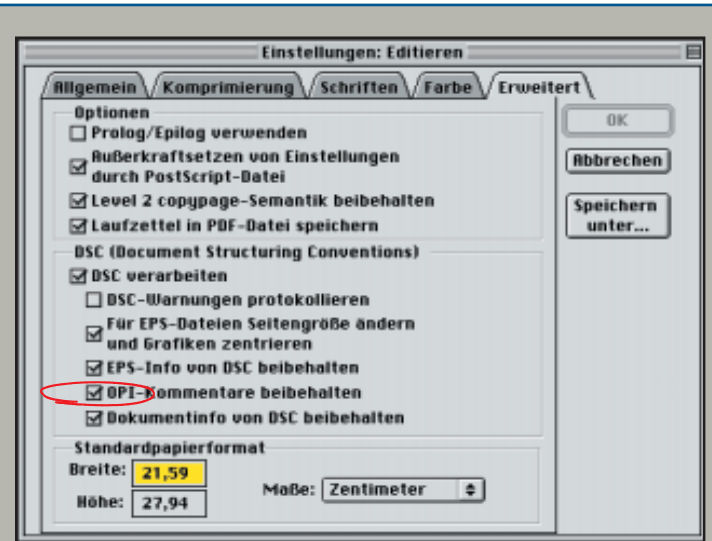 Einstellungen: Editieren
Allgemein Komprimierung Schriften Farbe Erweitert
Optionen
Prolog/Epilog verwenden
Außerkraftsetzen von Einstellungen
durch PostScript-Datei
Level 2 copypage-Semantik beibehalten
Laufzettel in PDF-Datei speichern
DSC (Document Structuring Conventions)
DSC verarbeiten
DSC-Warnungen protokollieren
Für EPS-Dateien Seitengröße ändern
und Grafiken zentrieren
EPS-Info von DSC beibehalten
OPI-Kommentare beibehalten
Dokumentinfo von DSC beibehalten
Standardpapierformat
Breite: 21,59
Höhe: 27,94
Maße: Zentimeter
OK
Abbrechen
Speichern
unter...